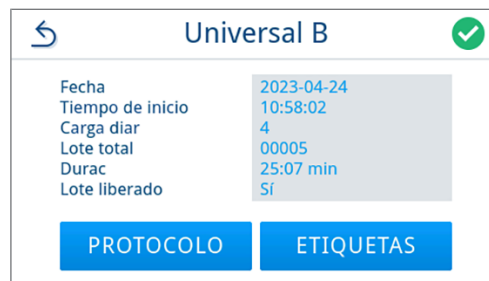 Universal B
Fecha 2023-04-24
Tiempo de inicio 10:58:02
Carga diar 4
Lote total 00005
Durac 25:07 min
Lote liberado Sí
PROTOCOLO ETIQUETAS